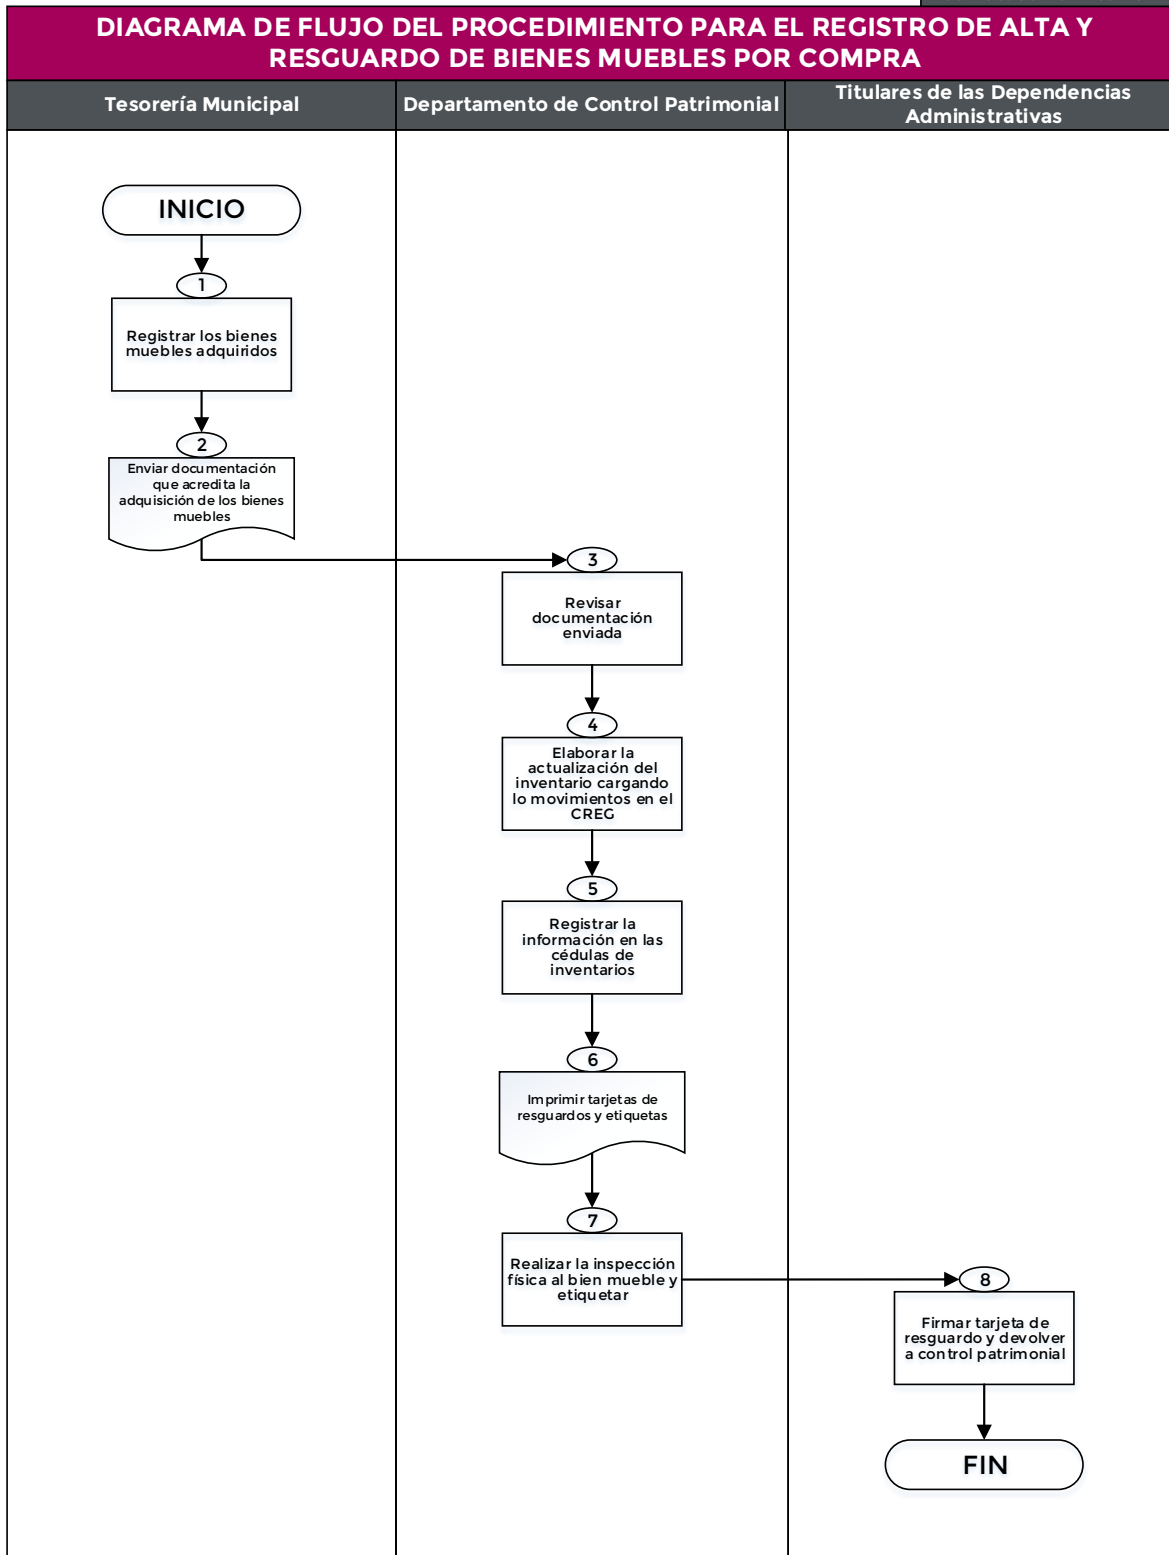 DIAGRAMA DE FLUJO DEL PROCEDIMIENTO PARA EL REGISTRO DE ALTA Y
RESGUARDO DE BIENES MUEBLES POR COMPRA
Tesorería Municipal
Departamento de Control Patrimonial
Titulares de las Dependencias
Administrativas
INICIO
1
Registrar los bienes
muebles adquiridos
2
Enviar documentación
que acredita la
adquisición de los bienes
muebles
3
Revisar
documentación
enviada
4
Elaborar la
actualización del
inventario cargando
lo movimientos en el
CREG
5
Registrar la
información en las
cédulas de
inventarios
6
Imprimir tarjetas de
resguardos y etiquetas
7
Realizar la inspección
física al bien mueble y
etiquetar
8
Firmar tarjeta de
resguardo y devolver
a control patrimonial
FIN